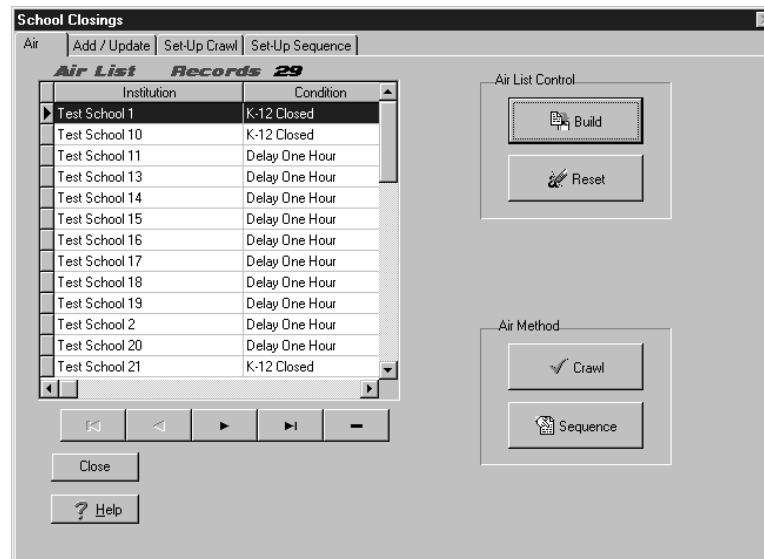 School Closings
Air Add / Update Set-Up Crawl Set-Up Sequence
Air List Records 29
Institution Condition
Test School 1 K-12 Closed
Test School 10 K-12 Closed
Test School 11 Delay One Hour
Test School 13 Delay One Hour
Test School 14 Delay One Hour
Test School 15 Delay One Hour
Test School 16 Delay One Hour
Test School 17 Delay One Hour
Test School 18 Delay One Hour
Test School 19 Delay One Hour
Test School 2 Delay One Hour
Test School 20 Delay One Hour
Test School 21 K-12 Closed
Close
? Help
Air List Control
Build
Reset
Air Method
Crawl
Sequence